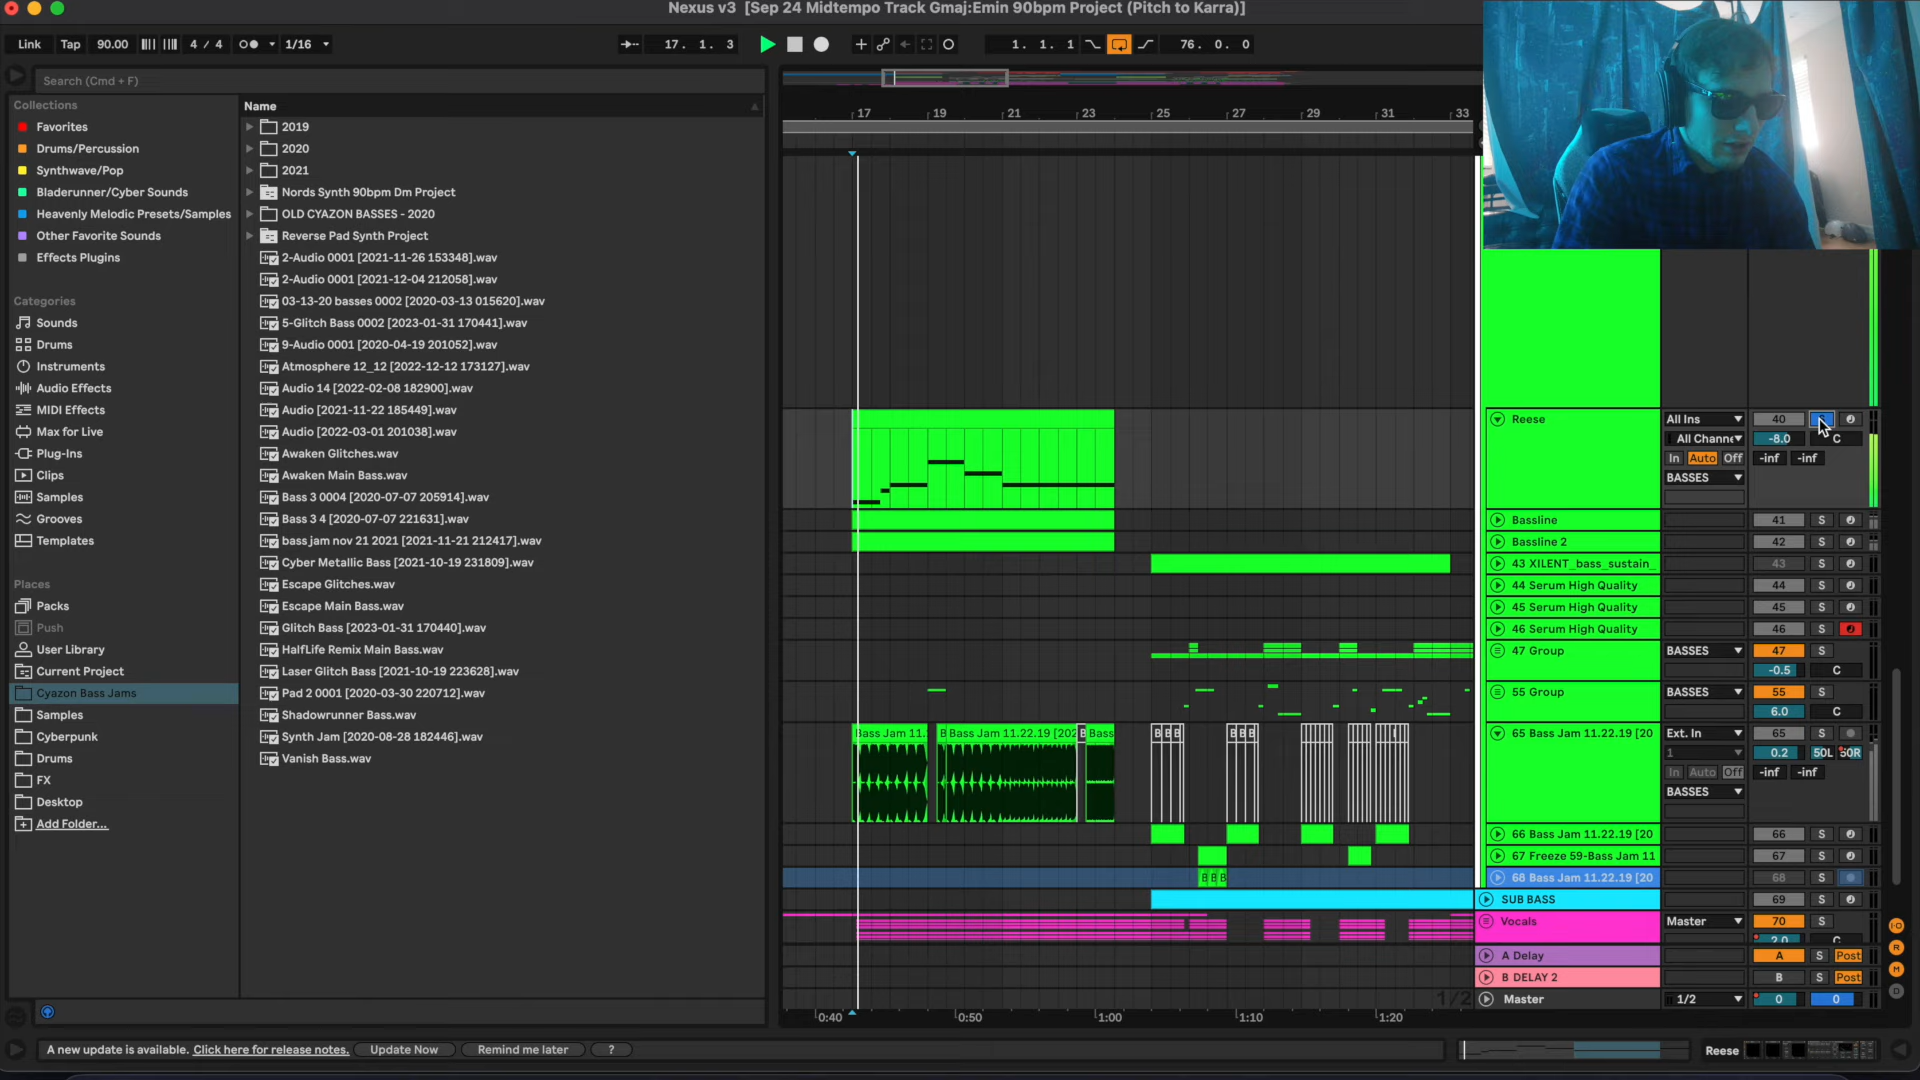 Nexus v3 [Sep 24 Midtempo Track Gmaj:Emin 90bpm Project (Pitch to Karra)]
Link Tap 90.00 4 / 4 1/16 17. 1. 3 1. 1. 1 76. 0. 0
Search (Cmd + F)
Collections
Favorites
Drums/Percussion
Synthwave/Pop
Bladerunner/Cyber Sounds
Heavenly Melodic Presets/Samples
Other Favorite Sounds
Effects Plugins
Categories
Sounds
Drums
Instruments
Audio Effects
MIDI Effects
Max for Live
Plug-Ins
Clips
Samples
Grooves
Templates
Places
Packs
Push
User Library
Current Project
Cyazon Bass Jams
Samples
Cyberpunk
Drums
FX
Desktop
Add Folder...
Name
2019
2020
2021
Nords Synth 90bpm Dm Project
OLD CYAZON BASSES - 2020
Reverse Pad Synth Project
2-Audio 0001 [2021-11-26 153348].wav
2-Audio 0001 [2021-12-04 212058].wav
03-13-20 basses 0002 [2020-03-13 015620].wav
5-Glitch Bass 0002 [2023-01-31 170441].wav
9-Audio 0001 [2020-04-19 201052].wav
Atmosphere 12_12 [2022-12-12 173127].wav
Audio 14 [2022-02-08 182900].wav
Audio [2021-11-22 185449].wav
Audio [2022-03-01 201038].wav
Awaken Glitches.wav
Awaken Main Bass.wav
Bass 3 0004 [2020-07-07 205914].wav
Bass 3 4 [2020-07-07 221631].wav
bass jam nov 21 2021 [2021-11-21 212417].wav
Cyber Metallic Bass [2021-10-19 231809].wav
Escape Glitches.wav
Escape Main Bass.wav
Glitch Bass [2023-01-31 170440].wav
HalfLife Remix Main Bass.wav
Laser Glitch Bass [2021-10-19 223628].wav
Pad 2 0001 [2020-03-30 220712].wav
Shadowrunner Bass.wav
Synth Jam [2020-08-28 182446].wav
Vanish Bass.wav
17 19 21 23 25 27 29 31 33
Reese All Ins 40 S
All Channe -8.0 C
In Auto Off -inf -inf
BASSES
Bassline 41 S
Bassline 2 42 S
43 XILENT_bass_sustain_ 43 S
44 Serum High Quality 44 S
45 Serum High Quality 45 S
46 Serum High Quality 46 S
47 Group BASSES 47 S
-0.5 C
55 Group BASSES 55 S
6.0 C
Bass Jam 11. B Bass Jam 11.22.19 [202 B Bass B B B B B B
65 Bass Jam 11.22.19 [20 Ext. In 65 S
1 0.2 50L 50R
In Auto Off -inf -inf
BASSES
66 Bass Jam 11.22.19 [20 66 S
67 Freeze 59-Bass Jam 11 67 S
B B B 68 Bass Jam 11.22.19 [20 68 S
SUB BASS 69 S
Vocals Master 70 S
2.0 C
A Delay A S Post
B DELAY 2 B S Post
1/2 Master 1/2 0 0
0:40 0:50 1:00 1:10 1:20
A new update is available. Click here for release notes. Update Now Remind me later ? Reese